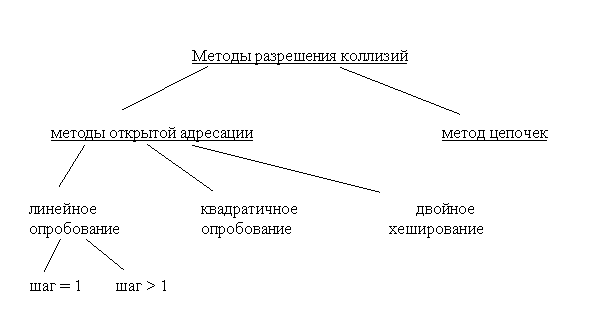 Методы разрешения коллизий
методы открытой адресации
метод цепочек
линейное
опробование
квадратичное
опробование
двойное
хеширование
шаг = 1
шаг > 1